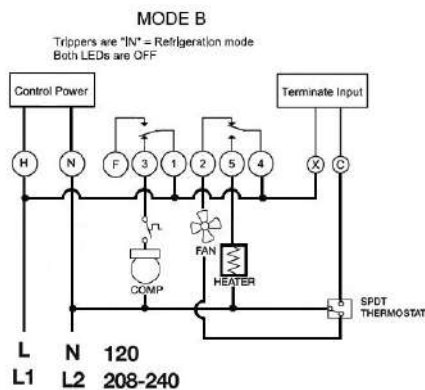 MODE B
Trippers are "IN" = Refrigeration mode
Both LEDs are OFF
Control Power
Terminate Input
H N F 3 1 2 5 4 X C
FAN
HEATER
COMP
SPDT
THERMOSTAT
L N 120
L1 L2 208-240